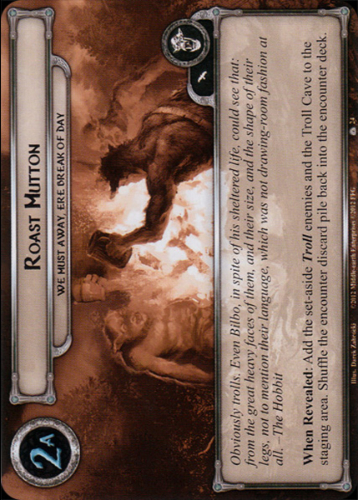 2A
Roast Mutton
We Must Away, Ere Break of Day
Obviously trolls. Even Bilbo, in spite of his sheltered life, could see that:
from the great heavy faces of them, and their size, and the shape of their
legs, not to mention their language, which was not drawing-room fashion at
all. –The Hobbit
When Revealed: Add the set-aside Troll enemies and the Troll Cave to the
staging area. Shuffle the encounter discard pile back into the encounter deck.
Illus. Darek Zabrocki ©2012 Middle-earth Enterprises ©2012 FFG 24